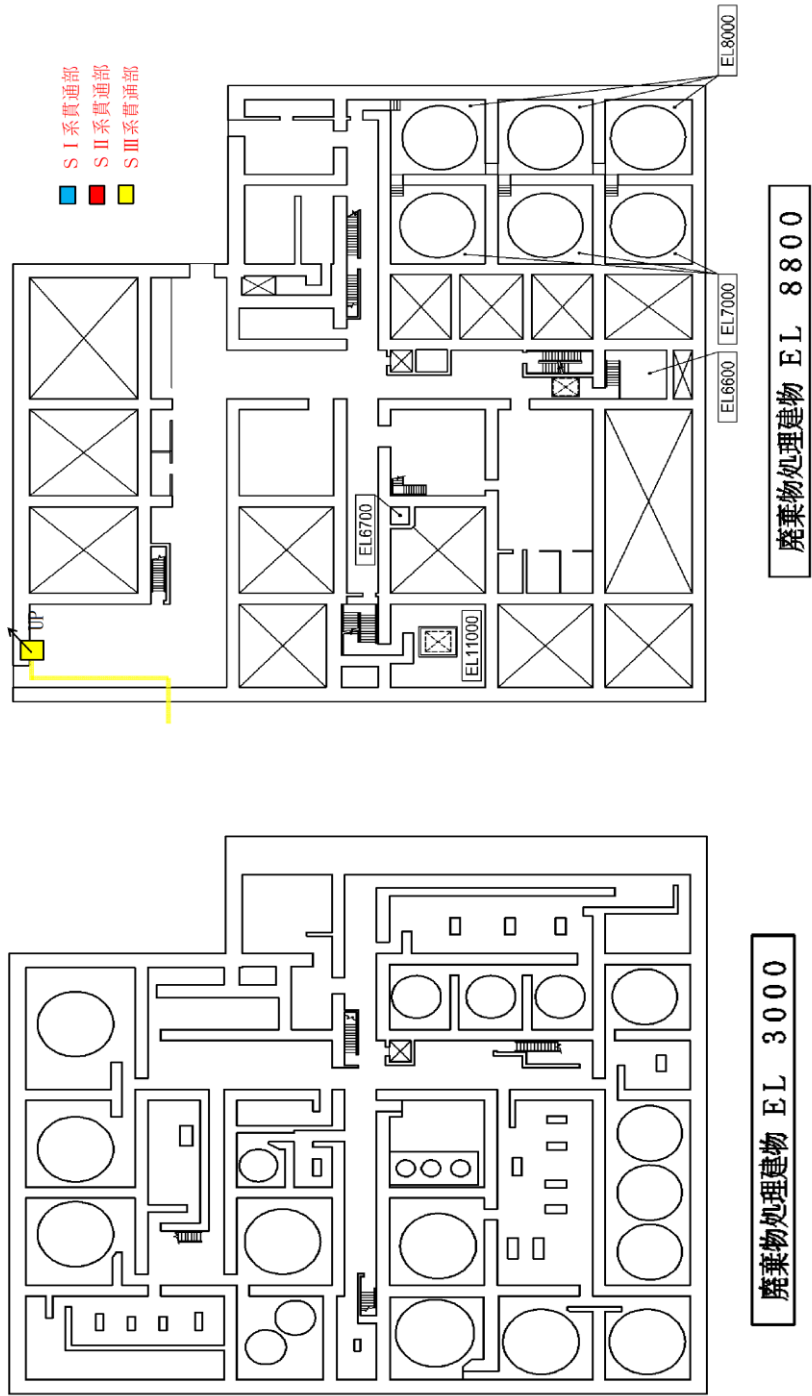 SⅠ系貫通部
SⅡ系貫通部
SⅢ系貫通部
UP
EL6700
EL11000
EL8000
EL7000
EL6600
廃棄物処理建物 EL 8800
廃棄物処理建物 EL 3000